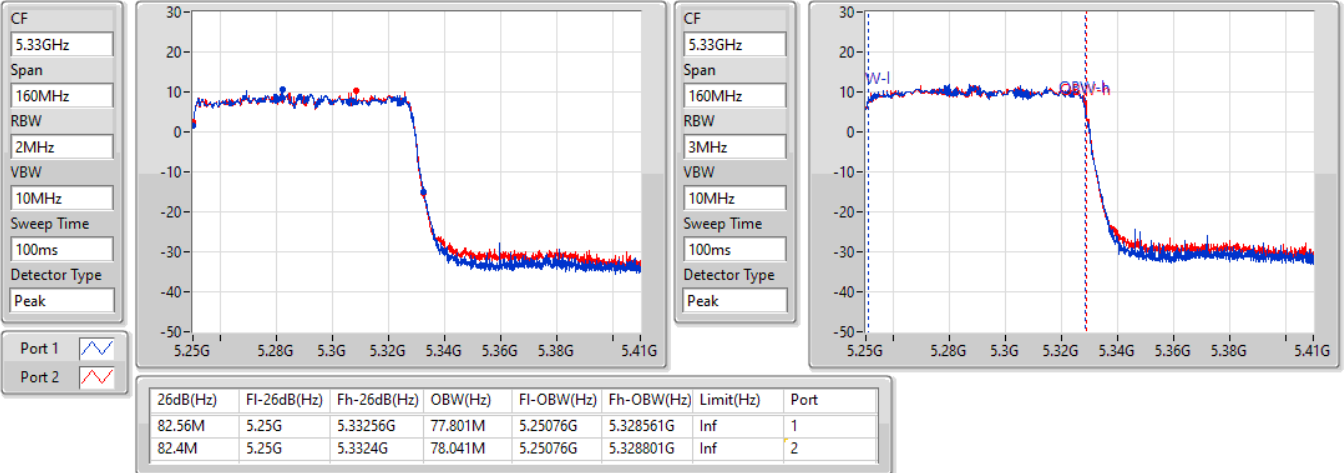 CF
5.33GHz
Span
160MHz
RBW
2MHz
VBW
10MHz
Sweep Time
100ms
Detector Type
Peak
Port 1
Port 2
30
20
10
0
-10
-20
-30
-40
-50
5.25G 5.28G 5.3G 5.32G 5.34G 5.36G 5.38G 5.41G
CF
5.33GHz
Span
160MHz
RBW
3MHz
VBW
10MHz
Sweep Time
100ms
Detector Type
Peak
30
20
10
0
-10
-20
-30
-40
-50
W-l
OBW-h
5.25G 5.28G 5.3G 5.32G 5.34G 5.36G 5.38G 5.41G
26dB(Hz) Fl-26dB(Hz) Fh-26dB(Hz) OBW(Hz) Fl-OBW(Hz) Fh-OBW(Hz) Limit(Hz) Port
82.56M 5.25G 5.33256G 77.801M 5.25076G 5.328561G Inf 1
82.4M 5.25G 5.3324G 78.041M 5.25076G 5.328801G Inf 2